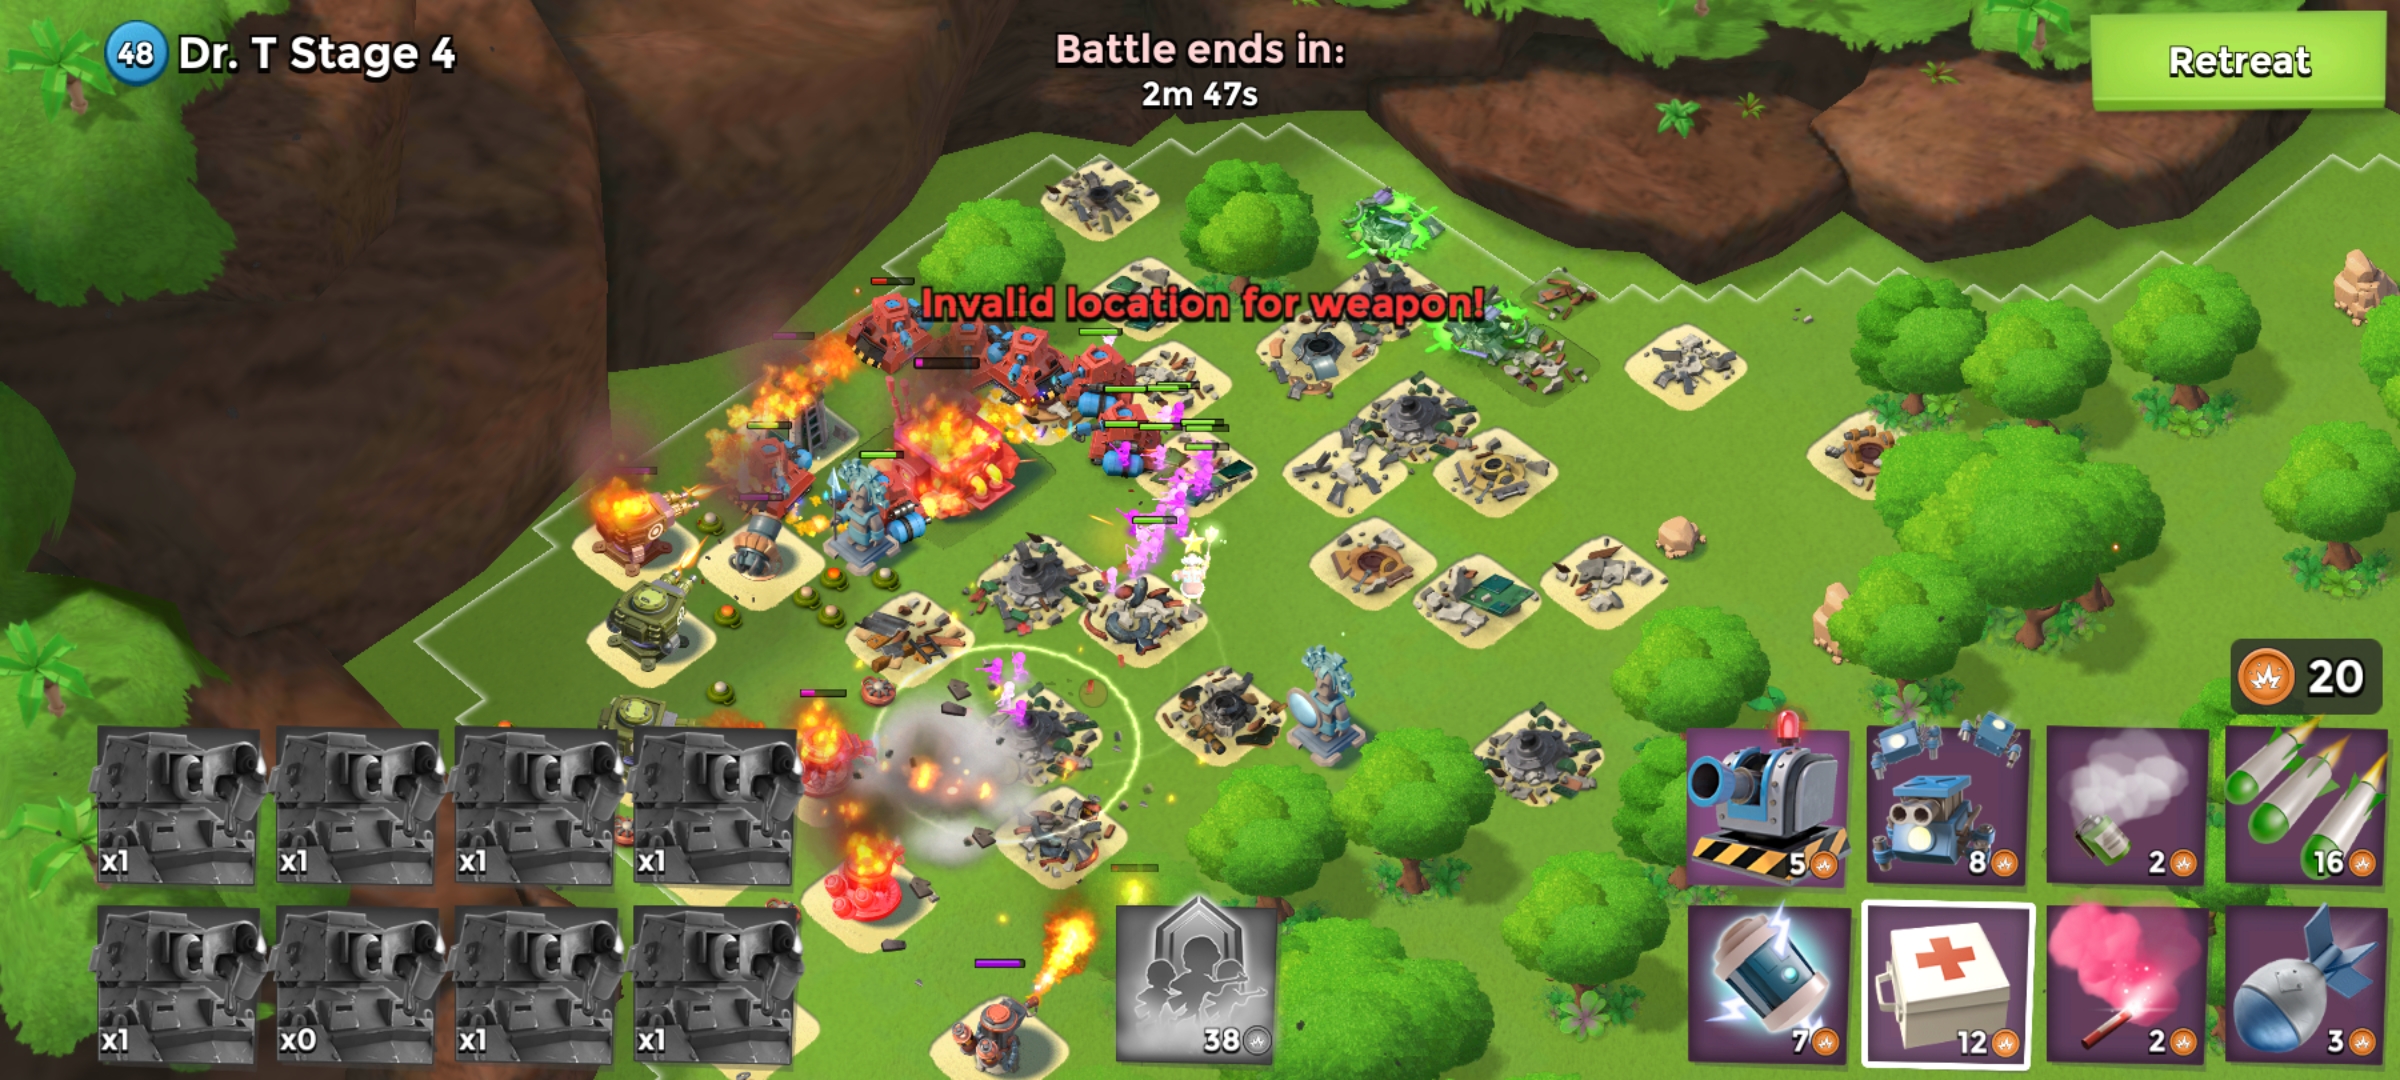 48 Dr. T Stage 4
Battle ends in:
2m 47s
Retreat
Invalid location for weapon!
20
x1 x1 x1 x1
5 8 2 16
x1 x0 x1 x1
38
7 12 2 3